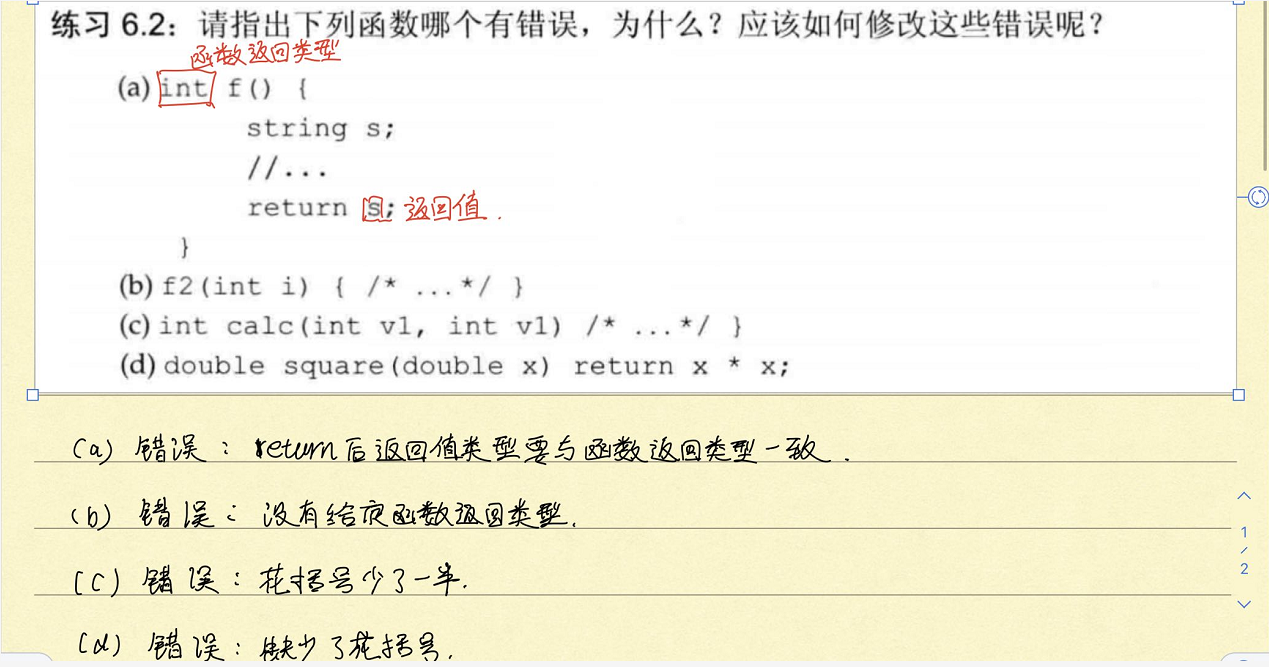 练习 6.2：请指出下列函数哪个有错误，为什么？应该如何修改这些错误呢？
函数返回类型
(a) int f() {
string s;
//...
return s; 返回值.
}
(b) f2(int i) { /* ...*/ }
(c) int calc(int v1, int v1) /* ...*/ }
(d) double square(double x) return x * x;
(a) 错误：return后返回值类型要与函数返回类型一致.
(b) 错误：没有给定函数返回类型.
(c) 错误：花括号少了一半.
(d) 错误：缺少了花括号.
1
/
2